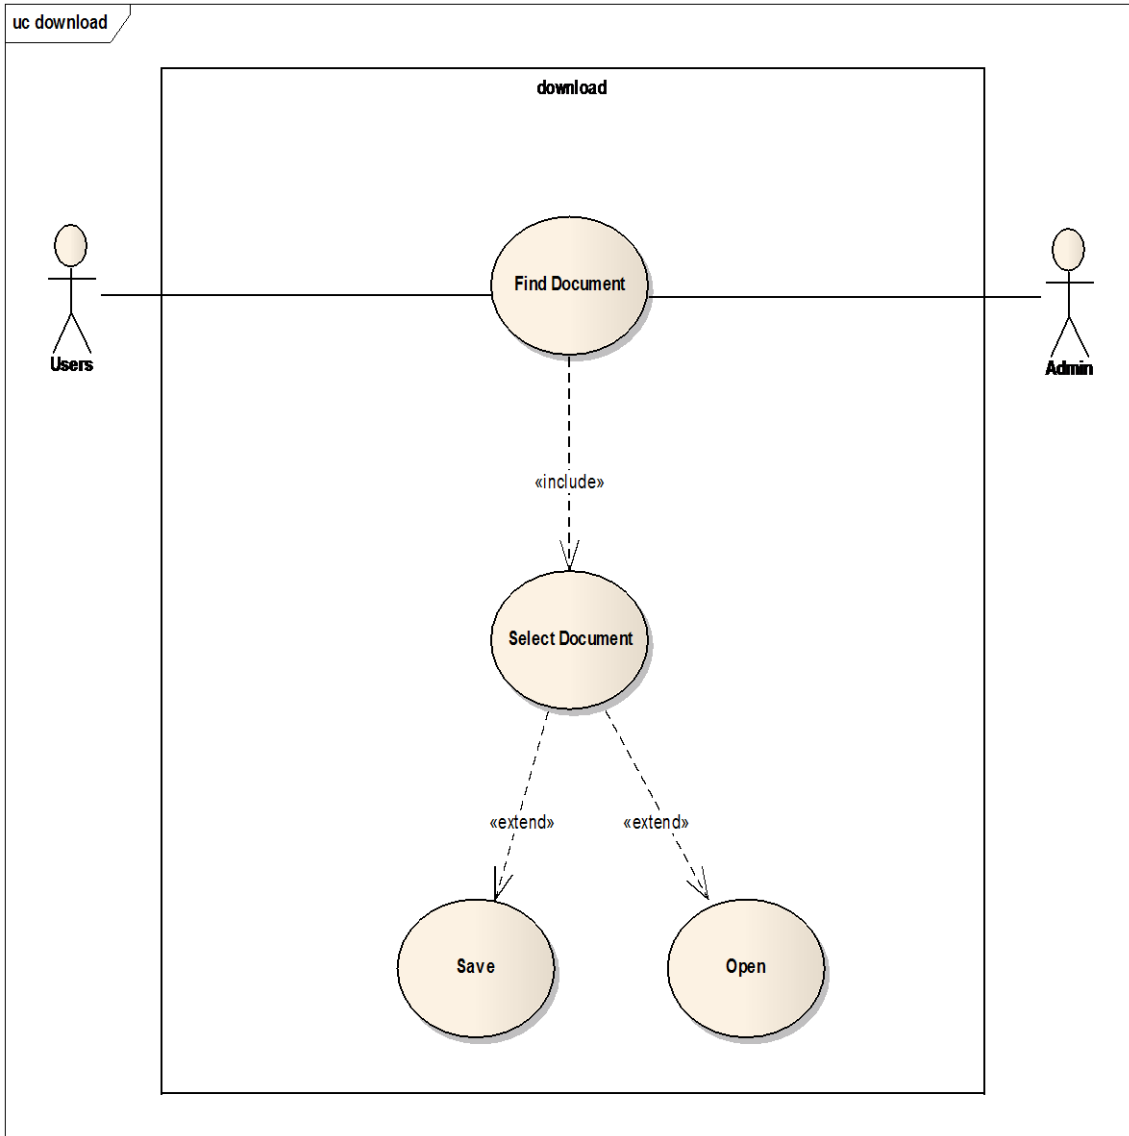 uc download
download
Find Document
Users
Admin
«include»
Select Document
«extend»
«extend»
Save
Open